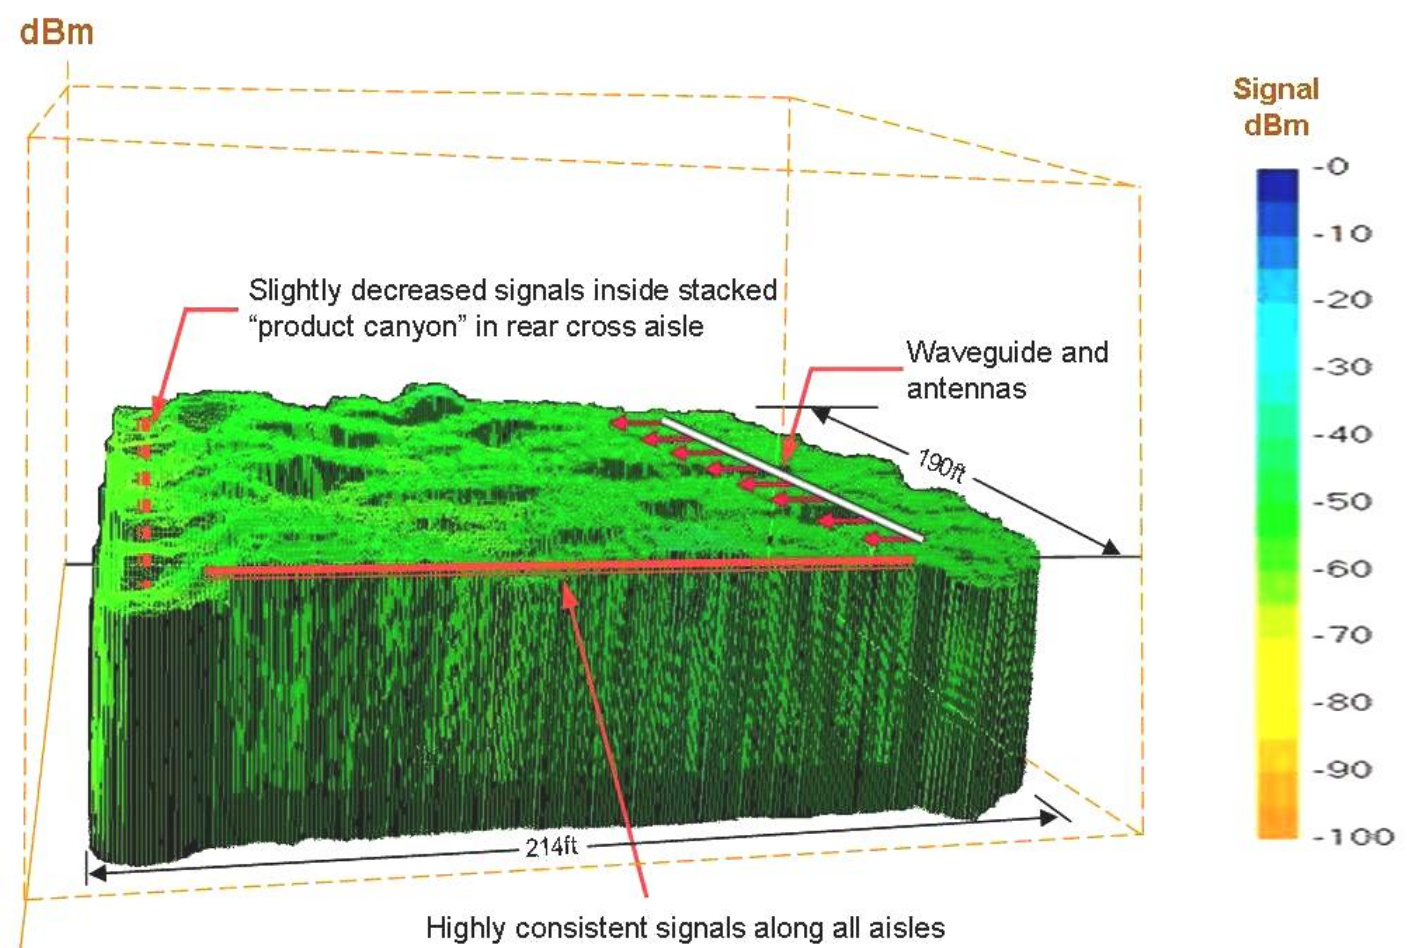 dBm
Signal
dBm
-0
-10
-20
-30
-40
-50
-60
-70
-80
-90
-100
Slightly decreased signals inside stacked
“product canyon” in rear cross aisle
Waveguide and
antennas
190ft
214ft
Highly consistent signals along all aisles